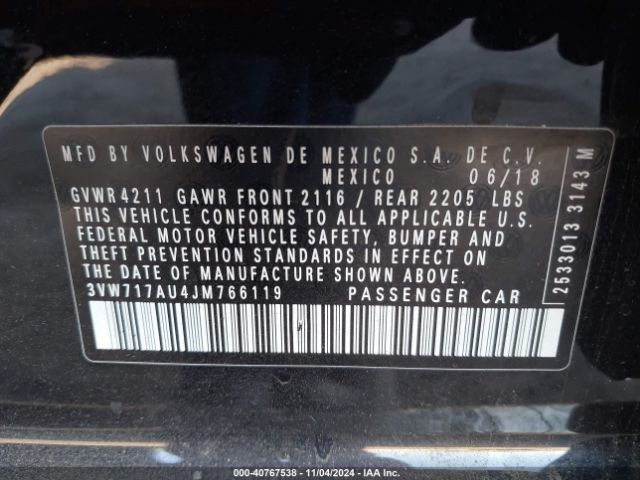 MFD BY VOLKSWAGEN DE MEXICO S.A. DE C.V.
MEXICO 06/18
GVWR 4211 GAWR FRONT 2116 / REAR 2205 LBS
THIS VEHICLE CONFORMS TO ALL APPLICABLE U.S.
FEDERAL MOTOR VEHICLE SAFETY, BUMPER AND
THEFT PREVENTION STANDARDS IN EFFECT ON
THE DATE OF MANUFACTURE SHOWN ABOVE.
3VW717AU4JM766119 PASSENGER CAR
2533013 3143 M
000-40767538 - 11/04/2024 - IAA Inc.